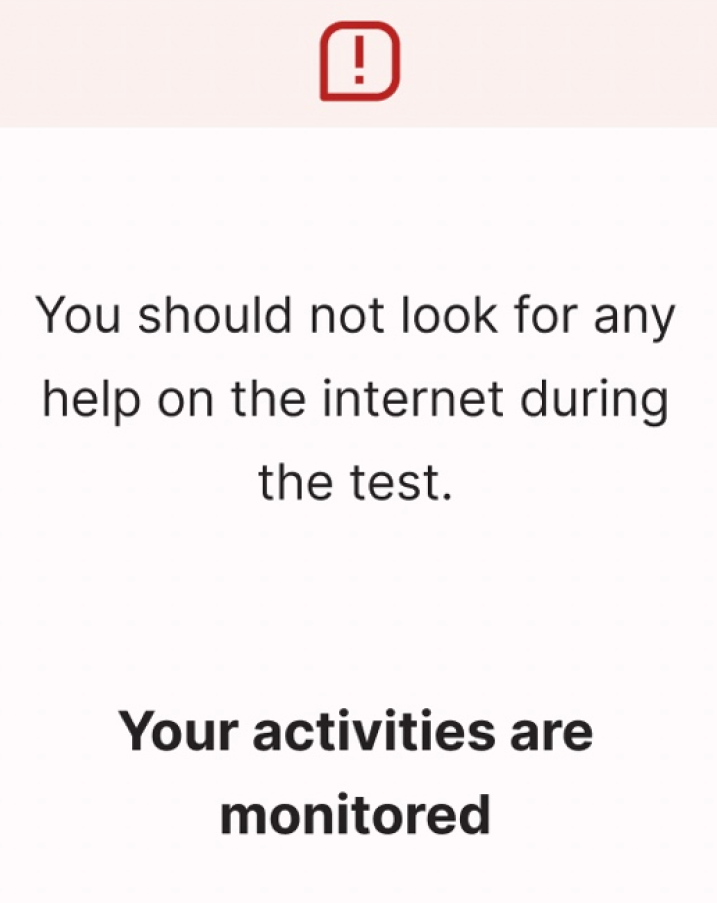 You should not look for any
help on the internet during
the test.
Your activities are
monitored